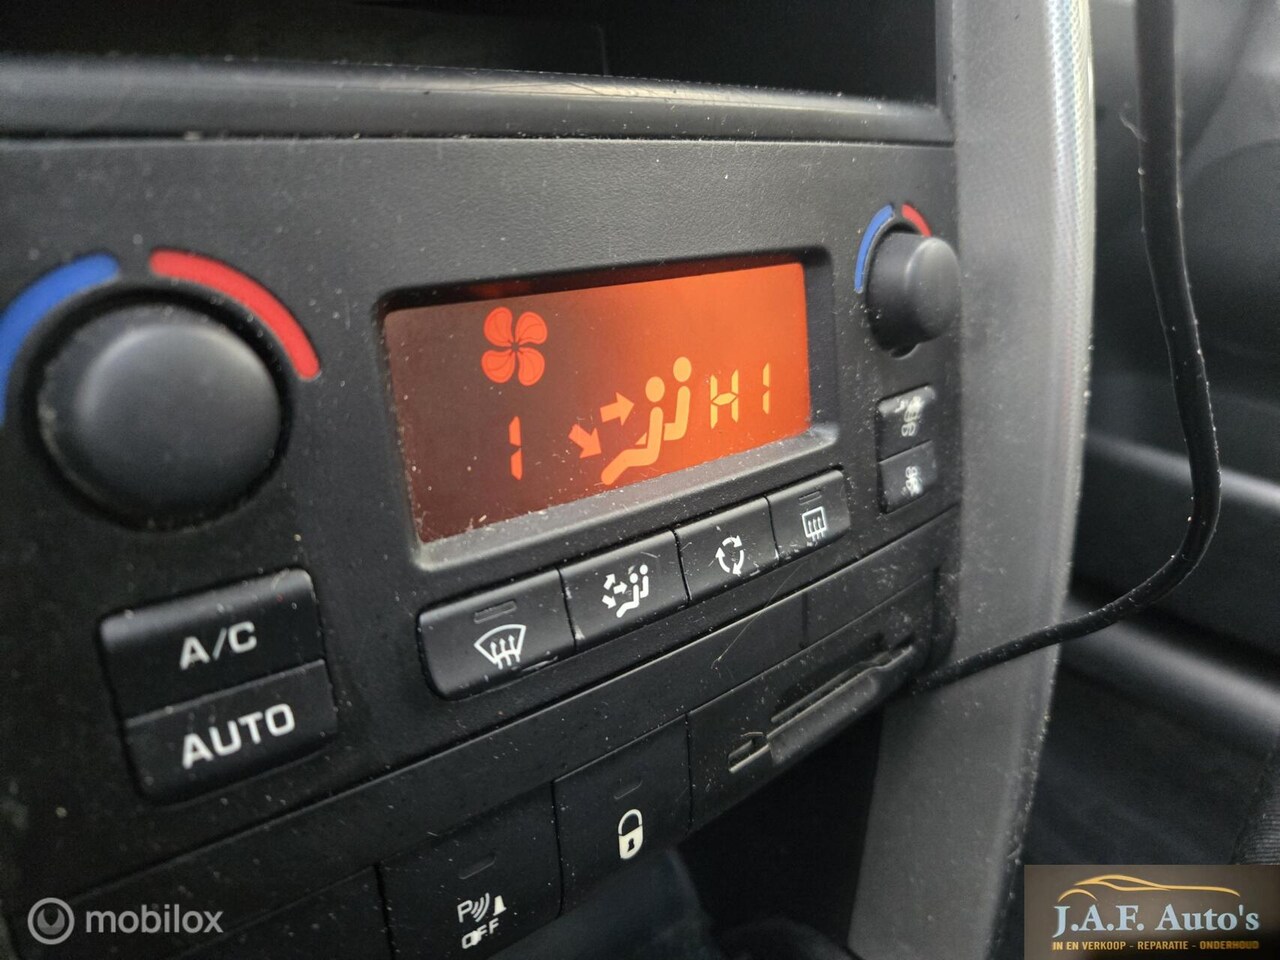 1 HI
A/C
AUTO
P
OFF
mobilox
J.A.F. Auto's
IN EN VERKOOP - REPARATIE - ONDERHOUD